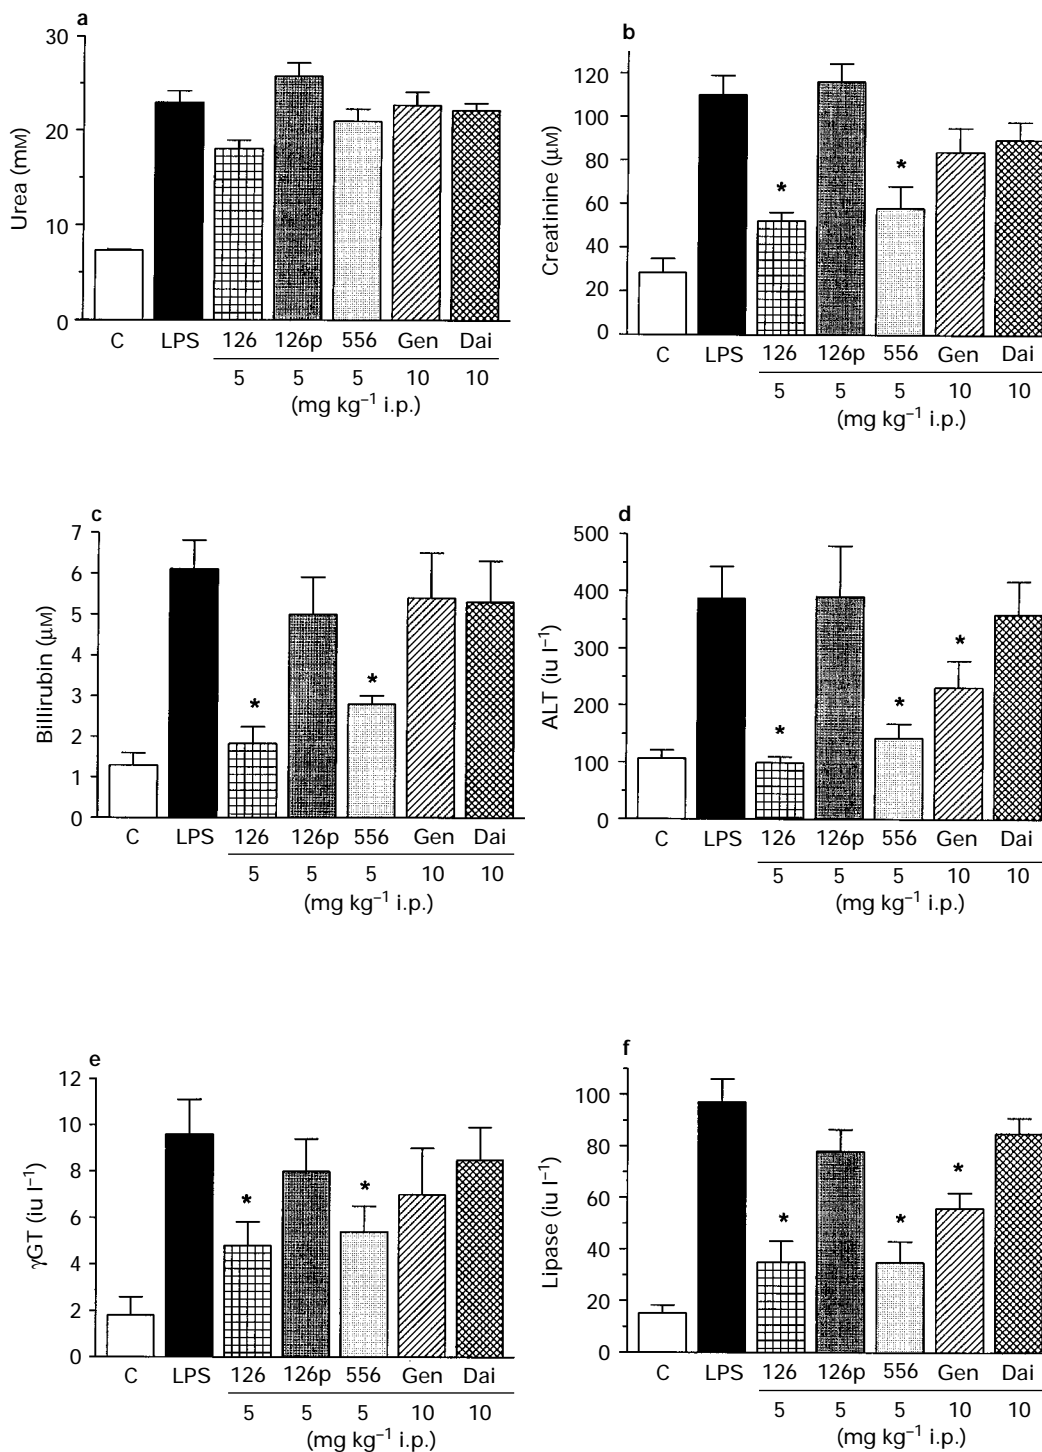 a
Urea (mM)
30
20
10
0
C LPS 126 126p 556 Gen Dai
5 5 5 10 10
(mg kg⁻¹ i.p.)
b
Creatinine (μM)
120
100
80
60
40
20
0
C LPS 126 126p 556 Gen Dai
5 5 5 10 10
(mg kg⁻¹ i.p.)
* *
c
Billirubin (μM)
7
6
5
4
3
2
1
0
C LPS 126 126p 556 Gen Dai
5 5 5 10 10
(mg kg⁻¹ i.p.)
* *
d
ALT (iu l⁻¹)
500
400
300
200
100
0
C LPS 126 126p 556 Gen Dai
5 5 5 10 10
(mg kg⁻¹ i.p.)
* * *
e
γGT (iu l⁻¹)
12
10
8
6
4
2
0
C LPS 126 126p 556 Gen Dai
5 5 5 10 10
(mg kg⁻¹ i.p.)
* *
f
Lipase (iu l⁻¹)
100
80
60
40
20
0
C LPS 126 126p 556 Gen Dai
5 5 5 10 10
(mg kg⁻¹ i.p.)
* * *